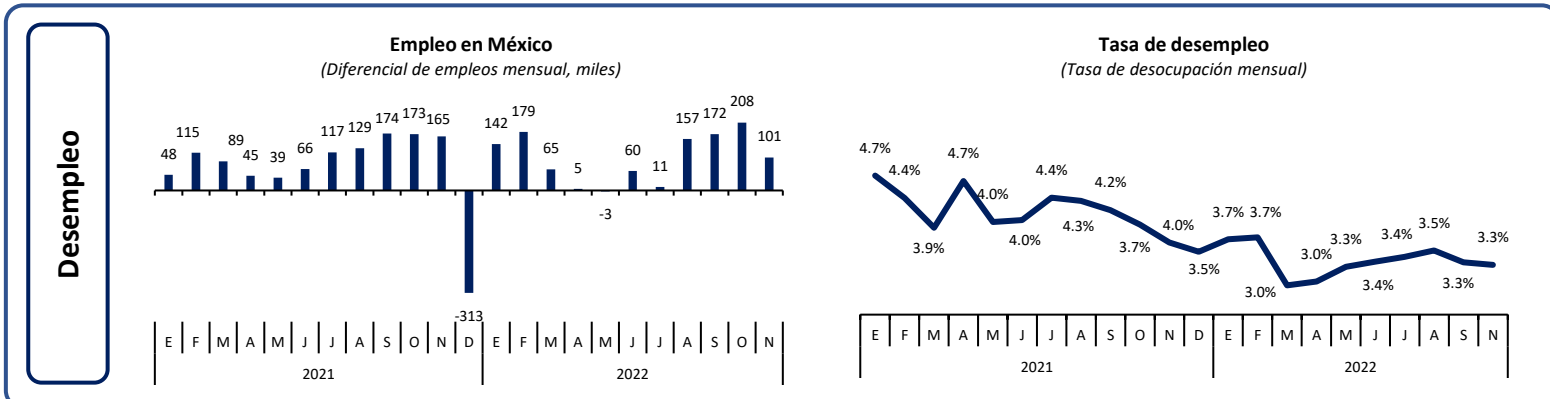 Desempleo
Empleo en México
(Diferencial de empleos mensual, miles)
48 115 89 45 39 66 117 129 174 173 165 -313 142 179 65 5 -3 60 11 157 172 208 101
E F M A M J J A S O N D E F M A M J J A S O N
2021 2022
Tasa de desempleo
(Tasa de desocupación mensual)
4.7% 4.4% 3.9% 4.7% 4.0% 4.0% 4.4% 4.3% 4.2% 3.7% 4.0% 3.5% 3.7% 3.7% 3.0% 3.0% 3.3% 3.4% 3.4% 3.5% 3.3% 3.3%
E F M A M J J A S O N D E F M A M J J A S N
2021 2022